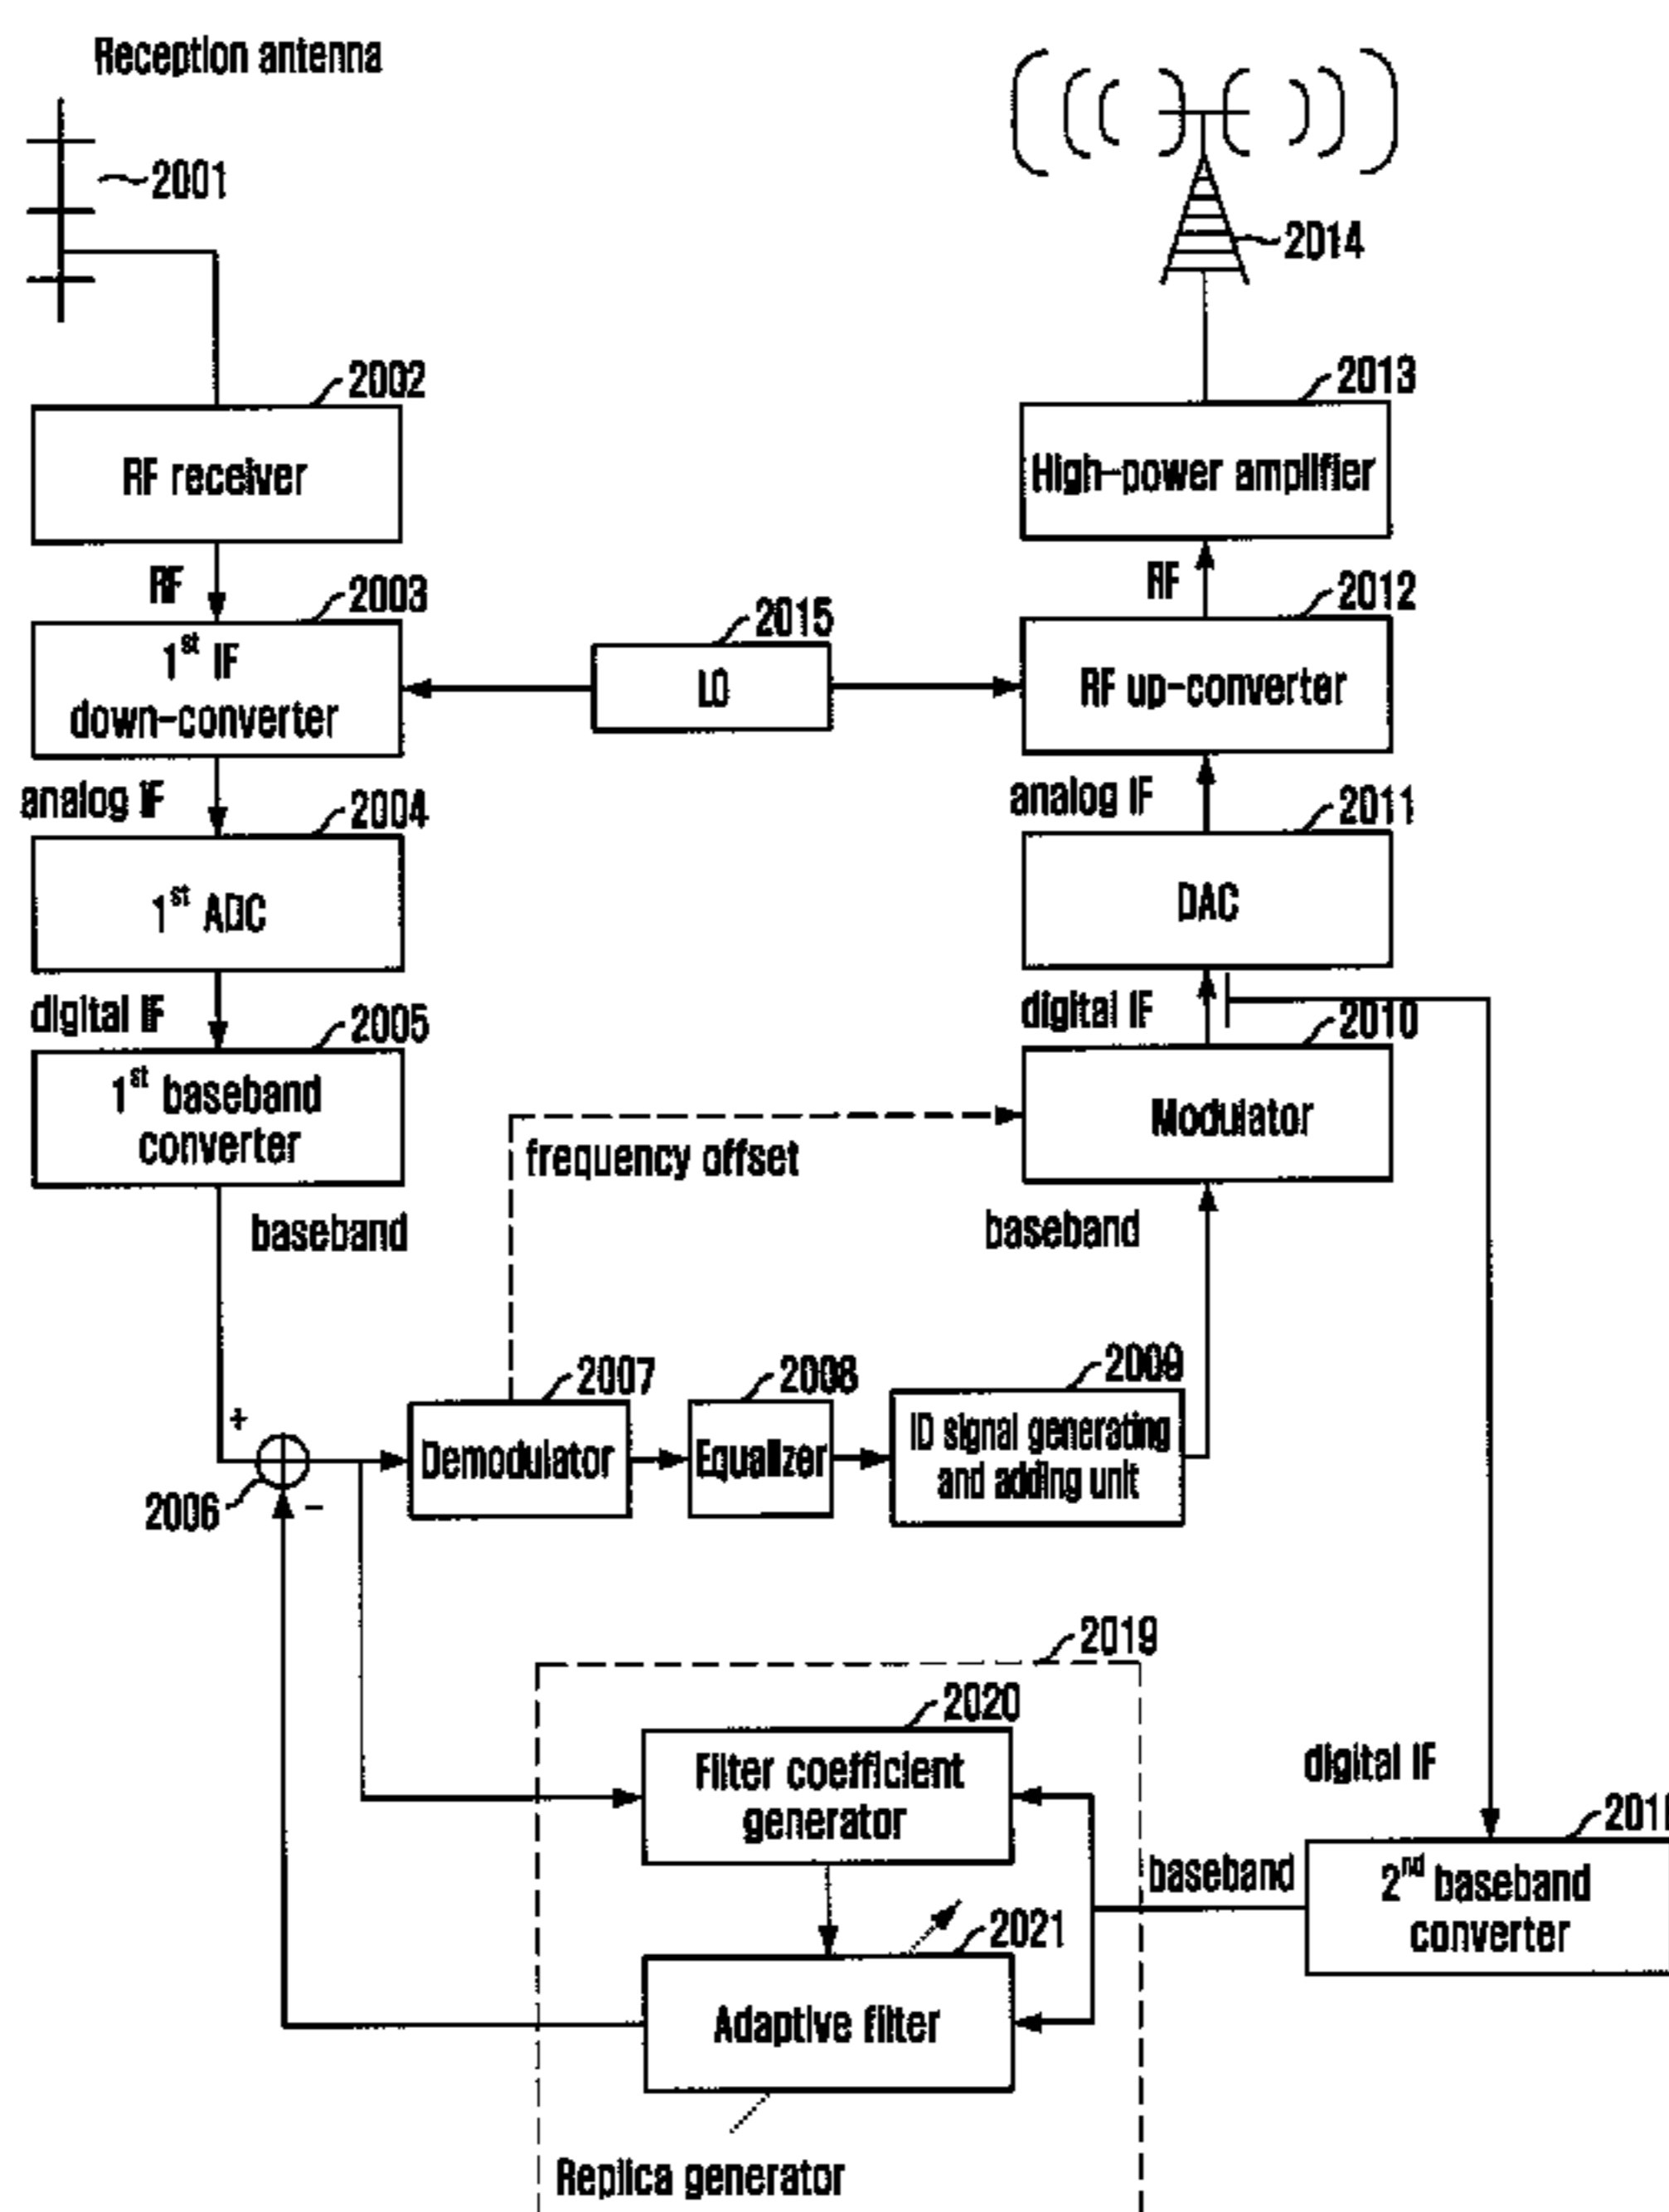 Reception antenna
2001
2014
2002
RF receiver
2013
High-power amplifier
RF
2003
1st IF
down-converter
2015
LO
RF
2012
RF up-converter
analog IF
2004
1st ADC
analog IF
2011
DAC
digital IF
2005
1st baseband
converter
digital IF
2010
Modulator
frequency offset
baseband
baseband
+
2006
-
2007
Demodulator
2008
Equalizer
2009
ID signal generating
and adding unit
2019
2020
Filter coefficient
generator
digital IF
baseband
2nd baseband
converter
2021
Adaptive filter
Replica generator